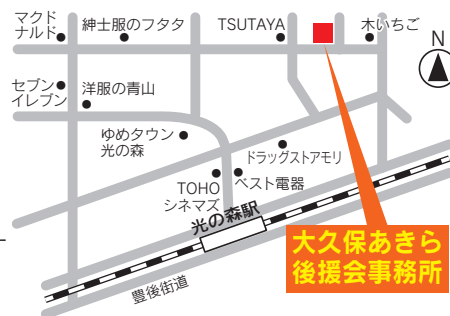 マクド
ナルド
紳士服のフタタ
TSUTAYA
木いちご
N
セブン
イレブン
洋服の青山
ゆめタウン
光の森
ドラッグストアモリ
TOHO
シネマズ
ベスト電器
光の森駅
大久保あきら
後援会事務所
豊後街道